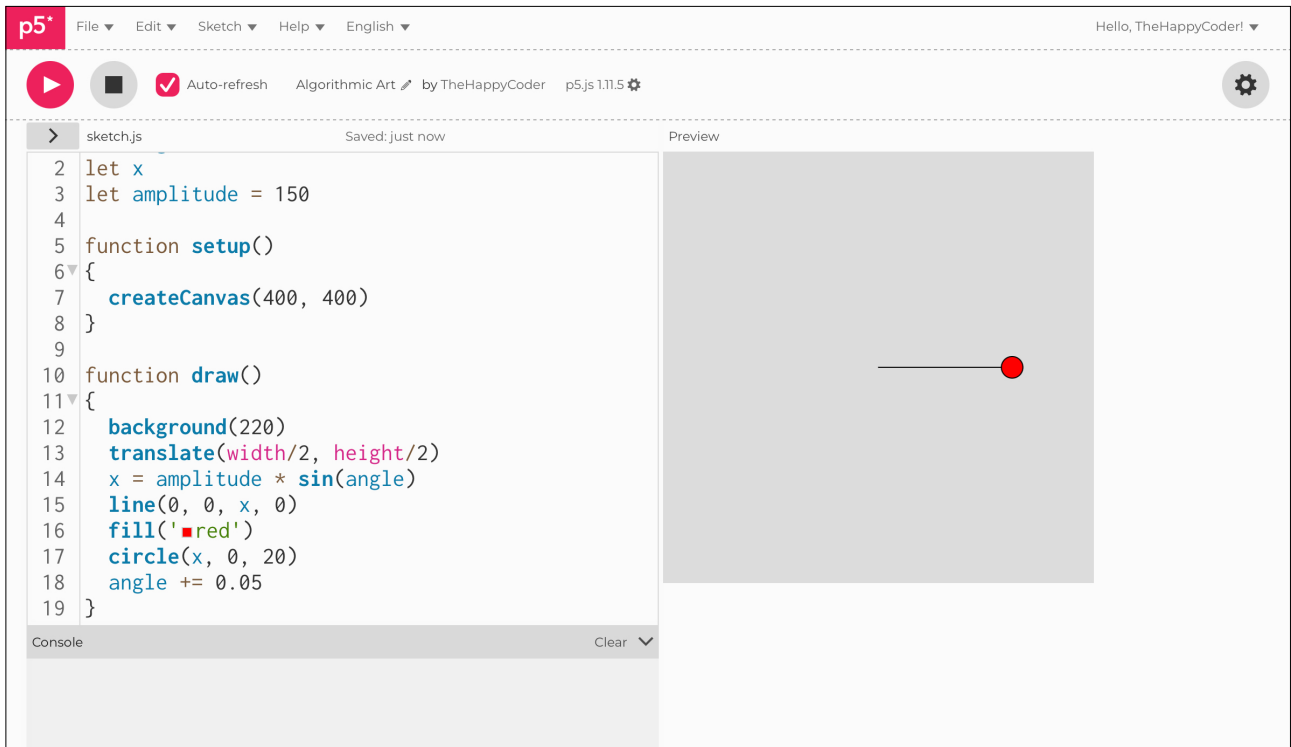 p5* File Edit Sketch Help English Hello, TheHappyCoder!
Auto-refresh Algorithmic Art by TheHappyCoder p5.js 1.11.5
sketch.js Saved: just now Preview
2 let x
3 let amplitude = 150
4
5 function setup()
6 {
7 createCanvas(400, 400)
8 }
9
10 function draw()
11 {
12 background(220)
13 translate(width/2, height/2)
14 x = amplitude * sin(angle)
15 line(0, 0, x, 0)
16 fill('red')
17 circle(x, 0, 20)
18 angle += 0.05
19 }
Console Clear